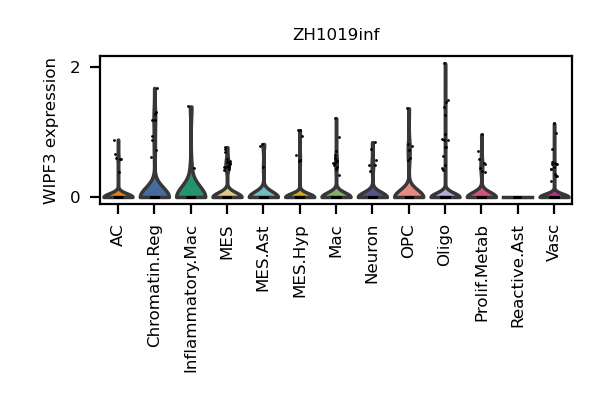 ZH1019inf
WIPF3 expression
2
0
AC
Chromatin.Reg
Inflammatory.Mac
MES
MES.Ast
MES.Hyp
Mac
Neuron
OPC
Oligo
Prolif.Metab
Reactive.Ast
Vasc